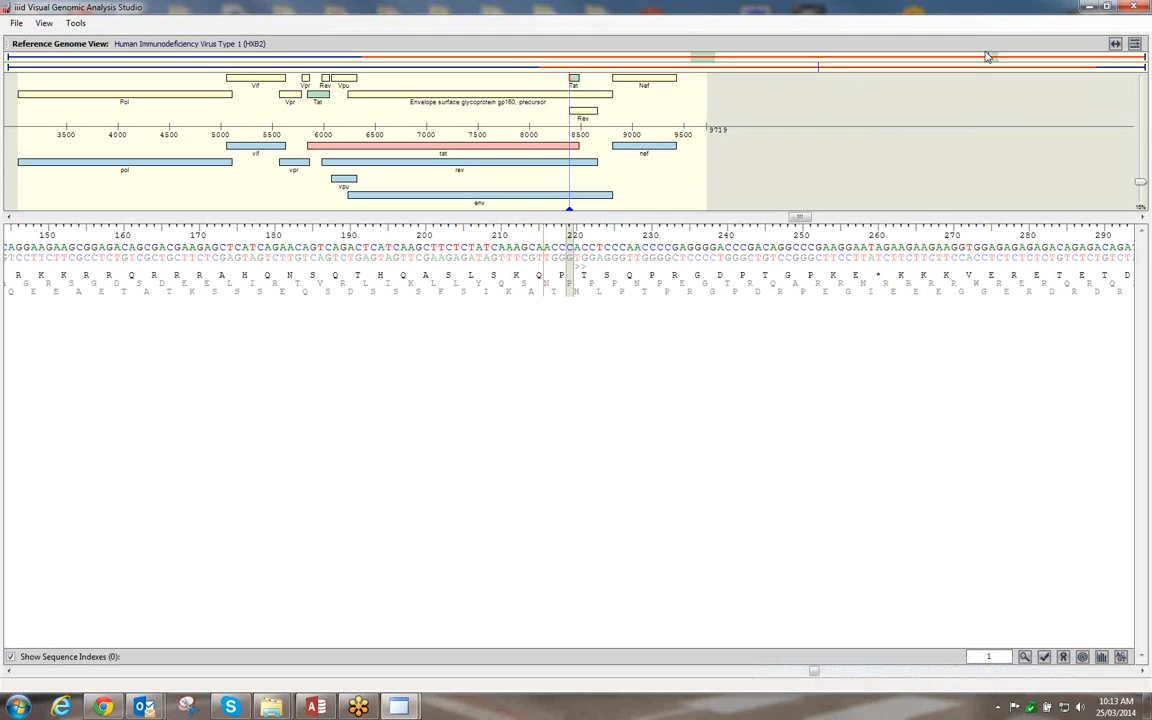 iiid Visual Genomic Analysis Studio
File View Tools
Reference Genome View: Human Immunodeficiency Virus Type 1 (HXB2)
Vif Vpr Rev Vpu Tat Nef
Pol Vpr Tat Envelope surface glycoprotein gp160, precursor
Rev
3500 4000 4500 5000 5500 6000 6500 7000 7500 8000 8500 9000 9500 9719
vif tat nef
pol vpr rev
vpu
env
15%
150 160 170 180 190 200 210 220 230 240 250 260 270 280 290
CAGGAAGAAGCGGAGACAGCGACGAAGAGCTCATCAGAACAGTCAGACTCATCAAGCTTCTCTATCAAAGCAACCCACCTCCCAACCCCGAGGGGACCCGACAGGCCCGAAGGAATAGAAGAAGAAGGTGGAGAGAGAGACAGAGACAGAT
GTCCTTCTTCGCCTCTGTCGCTGCTTCTCGAGTAGTCTTGTCAGTCTGAGTAGTTCGAAGAGATAGTTTCGTTGGGTGGAGGGTTGGGGCTCCCCTGGGCTGTCCGGGCTTCCTTATCTTCTTCTTCCACCTCTCTCTCTGTCTCTGTCTA
>>
R K K R R Q R R R A H Q N S Q T H Q A S L S K Q P T S Q P R G D P T G P K E * K K K V E R E T E T D
G R S G D S D E E L I R T V R L I K L L Y Q S N P P P N P E G T R Q A R R N R R R R W R E R Q R Q
Q E E A E T A T K S S S E Q S D S S S F S I K A T H L P T P R G P D R P E G I E E E G G E R D R D R
Show Sequence Indexes (0):
1
10:13 AM
25/03/2014